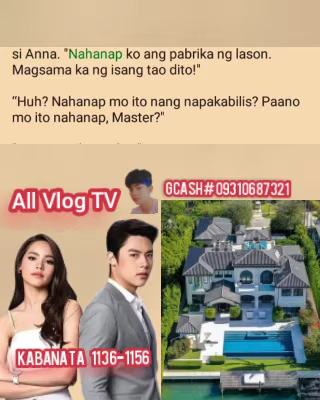 si Anna. "Nahanap ko ang pabrika ng lason.
Magsama ka ng isang tao dito!"
“Huh? Nahanap mo ito nang napakabilis? Paano
mo ito nahanap, Master?"
All Vlog TV
GCASH# 09310687321
KABANATA 1136-1156